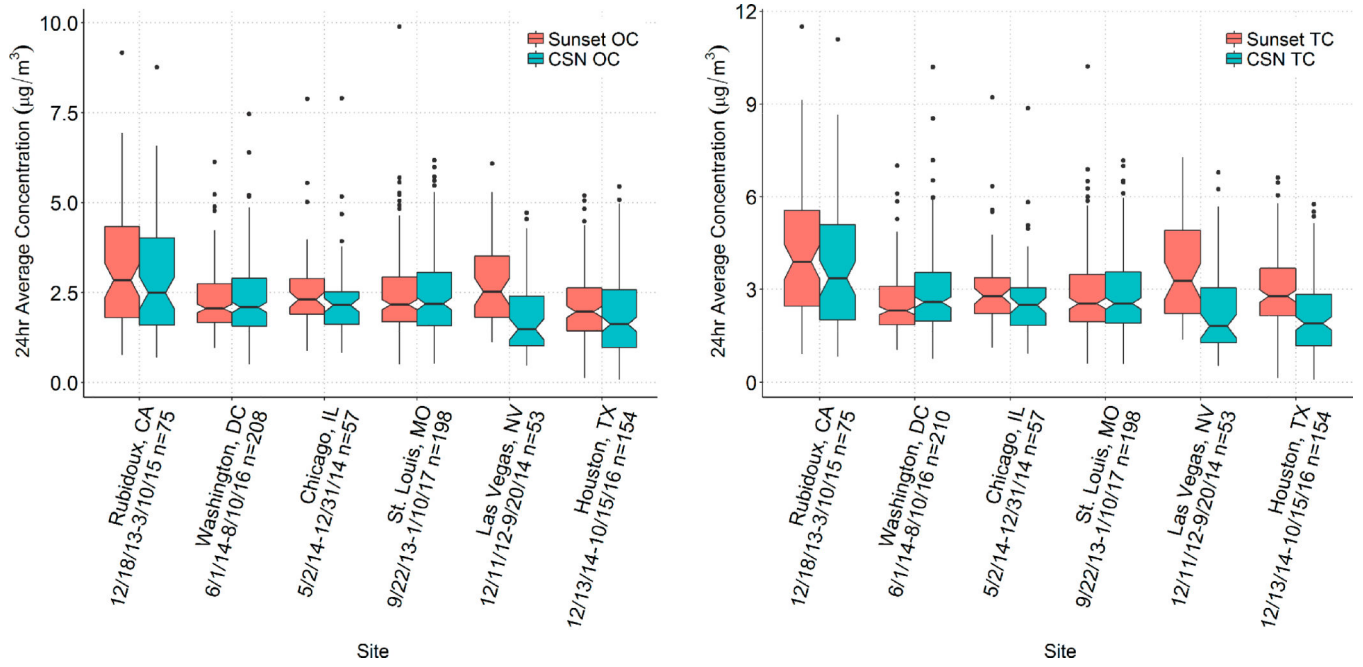 24hr Average Concentration (μg/m³)
10.0
7.5
5.0
2.5
0.0
Sunset OC
CSN OC
Rubidoux, CA
12/18/13-3/10/15 n=75
Washington, DC
6/1/14-8/10/16 n=208
Chicago, IL
5/2/14-12/31/14 n=57
St. Louis, MO
9/22/13-1/10/17 n=198
Las Vegas, NV
12/11/12-9/20/14 n=53
Houston, TX
12/13/14-10/15/16 n=154
Site
24hr Average Concentration (μg/m³)
12
9
6
3
0
Sunset TC
CSN TC
Rubidoux, CA
12/18/13-3/10/15 n=75
Washington, DC
6/1/14-8/10/16 n=210
Chicago, IL
5/2/14-12/31/14 n=57
St. Louis, MO
9/22/13-1/10/17 n=198
Las Vegas, NV
12/11/12-9/20/14 n=53
Houston, TX
12/13/14-10/15/16 n=154
Site